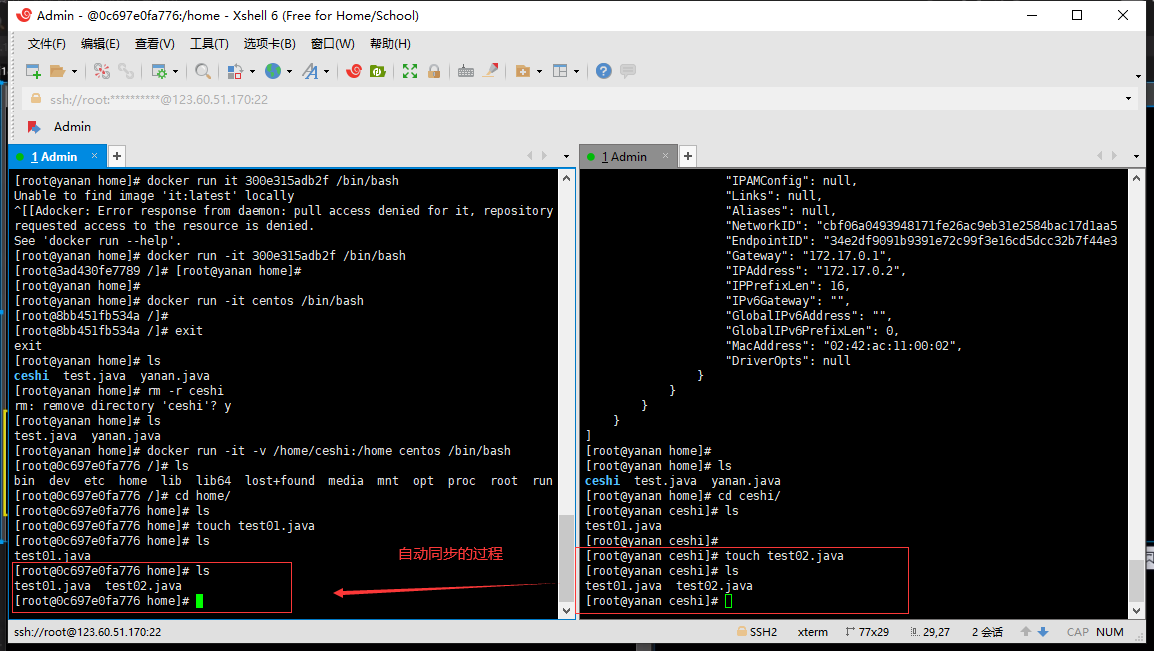 Admin - @0c697e0fa776:/home - Xshell 6 (Free for Home/School)
文件(F) 编辑(E) 查看(V) 工具(T) 选项卡(B) 窗口(W) 帮助(H)
ssh://root:**********@123.60.51.170:22
Admin
1 Admin × +
[root@yanan home]# docker run it 300e315adb2f /bin/bash
Unable to find image 'it:latest' locally
^[[Adocker: Error response from daemon: pull access denied for it, repository
requested access to the resource is denied.
See 'docker run --help'.
[root@yanan home]# docker run -it 300e315adb2f /bin/bash
[root@3ad430fe7789 /]# [root@yanan home]#
[root@yanan home]#
[root@yanan home]# docker run -it centos /bin/bash
[root@8bb451fb534a /]#
[root@8bb451fb534a /]# exit
exit
[root@yanan home]# ls
ceshi  test.java  yanan.java
[root@yanan home]# rm -r ceshi
rm: remove directory 'ceshi'? y
[root@yanan home]# ls
test.java  yanan.java
[root@yanan home]# docker run -it -v /home/ceshi:/home centos /bin/bash
[root@0c697e0fa776 /]# ls
bin  dev  etc  home  lib  lib64  lost+found  media  mnt  opt  proc  root  run
[root@0c697e0fa776 /]# cd home/
[root@0c697e0fa776 home]# ls
[root@0c697e0fa776 home]# touch test01.java
[root@0c697e0fa776 home]# ls
test01.java
[root@0c697e0fa776 home]# ls
test01.java  test02.java
[root@0c697e0fa776 home]#
自动同步的过程
1 Admin × +
"IPAMConfig": null,
"Links": null,
"Aliases": null,
"NetworkID": "cbf06a0493948171fe26ac9eb31e2584bac17d1aa5
"EndpointID": "34e2df9091b9391e72c99f3e16cd5dcc32b7f44e3
"Gateway": "172.17.0.1",
"IPAddress": "172.17.0.2",
"IPPrefixLen": 16,
"IPv6Gateway": "",
"GlobalIPv6Address": "",
"GlobalIPv6PrefixLen": 0,
"MacAddress": "02:42:ac:11:00:02",
"DriverOpts": null
}
}
}
}
]
[root@yanan home]#
[root@yanan home]# ls
ceshi  test.java  yanan.java
[root@yanan home]# cd ceshi/
[root@yanan ceshi]# ls
test01.java
[root@yanan ceshi]#
[root@yanan ceshi]# touch test02.java
[root@yanan ceshi]# ls
test01.java  test02.java
[root@yanan ceshi]#
ssh://root@123.60.51.170:22 SSH2 xterm 77x29 29,27 2 会话 CAP NUM